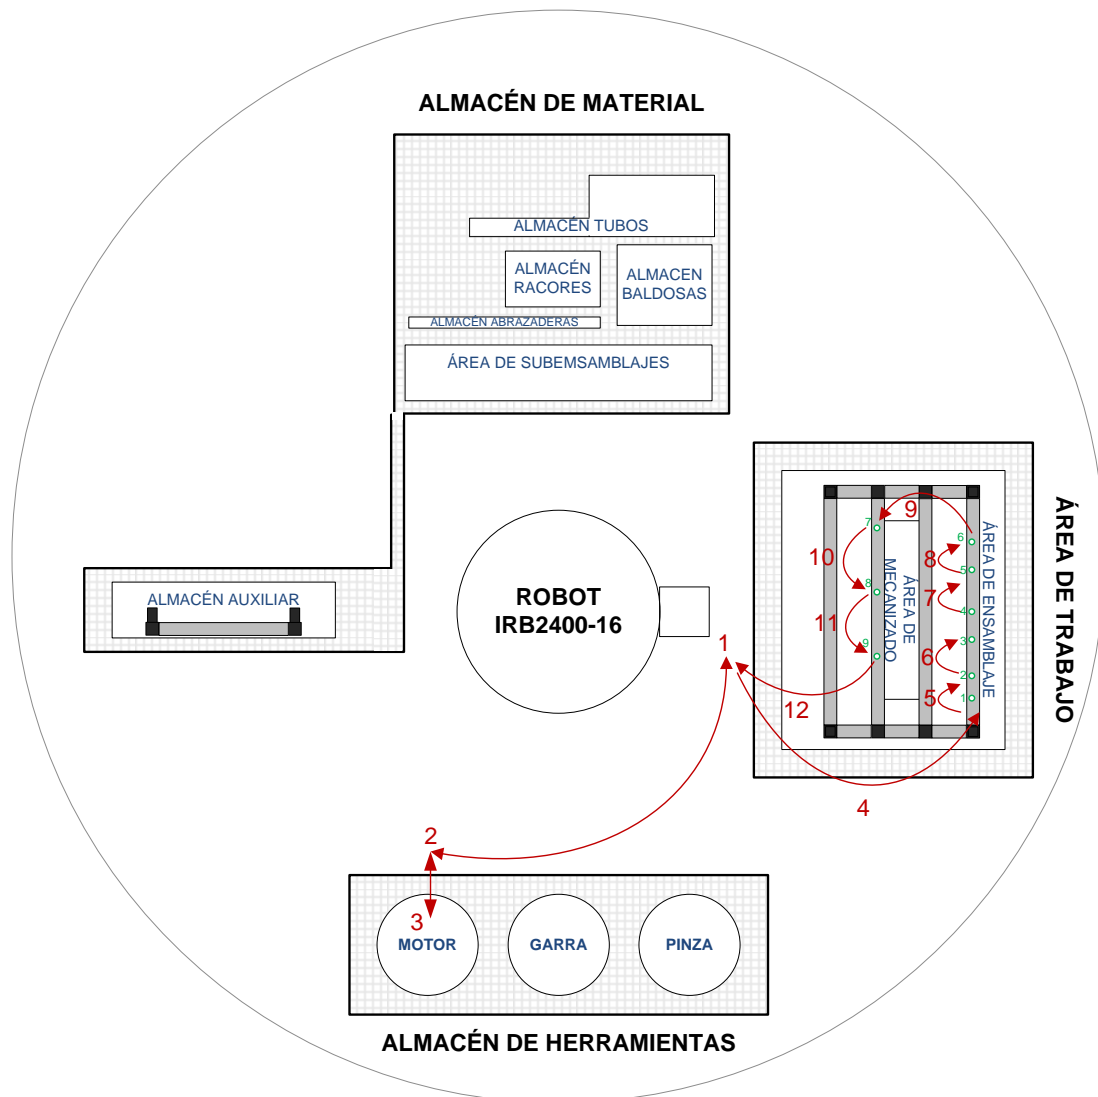 ALMACÉN DE MATERIAL
ALMACÉN TUBOS
ALMACÉN
RACORES
ALMACEN
BALDOSAS
ALMACÉN ABRAZADERAS
ÁREA DE SUBEMSAMBLAJES
ALMACÉN AUXILIAR
ROBOT
IRB2400-16
1
ÁREA DE TRABAJO
ÁREA DE ENSAMBLAJE
ÁREA DE
MECANIZADO
9
7
6
10
8
5
8
7
4
11
3
9
6
2
5
1
12
4
2
3
MOTOR
GARRA
PINZA
ALMACÉN DE HERRAMIENTAS